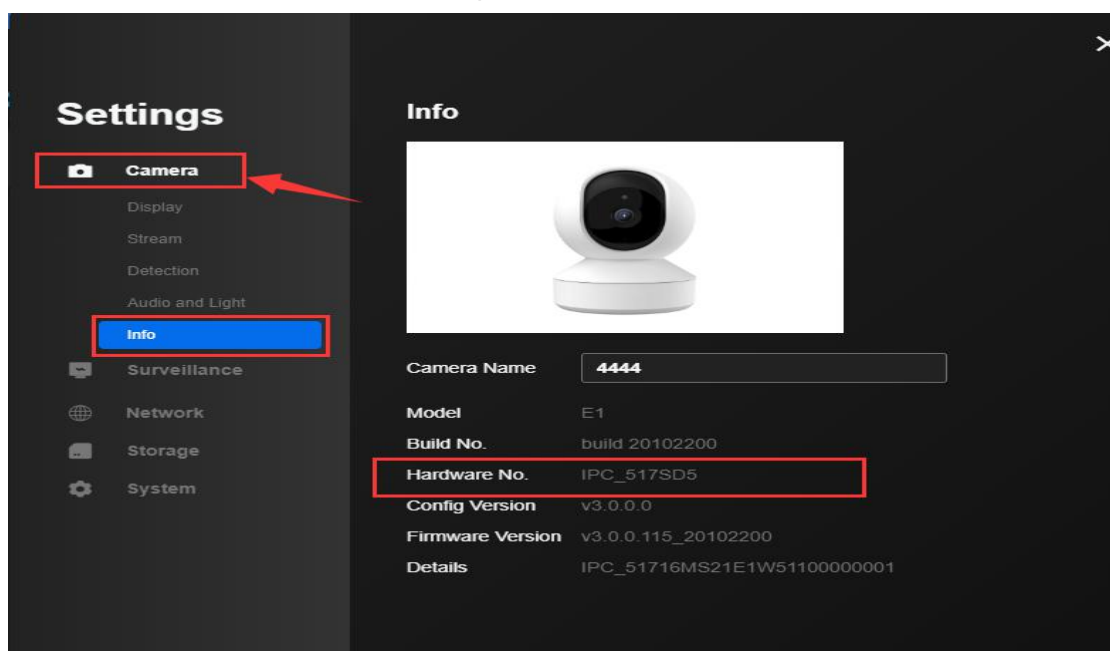 Settings
Camera
Display
Stream
Detection
Audio and Light
Info
Surveillance
Network
Storage
System
Info
Camera Name 4444
Model E1
Build No. build 20102200
Hardware No. IPC_517SD5
Config Version v3.0.0.0
Firmware Version v3.0.0.115_20102200
Details IPC_51716MS21E1W51100000001